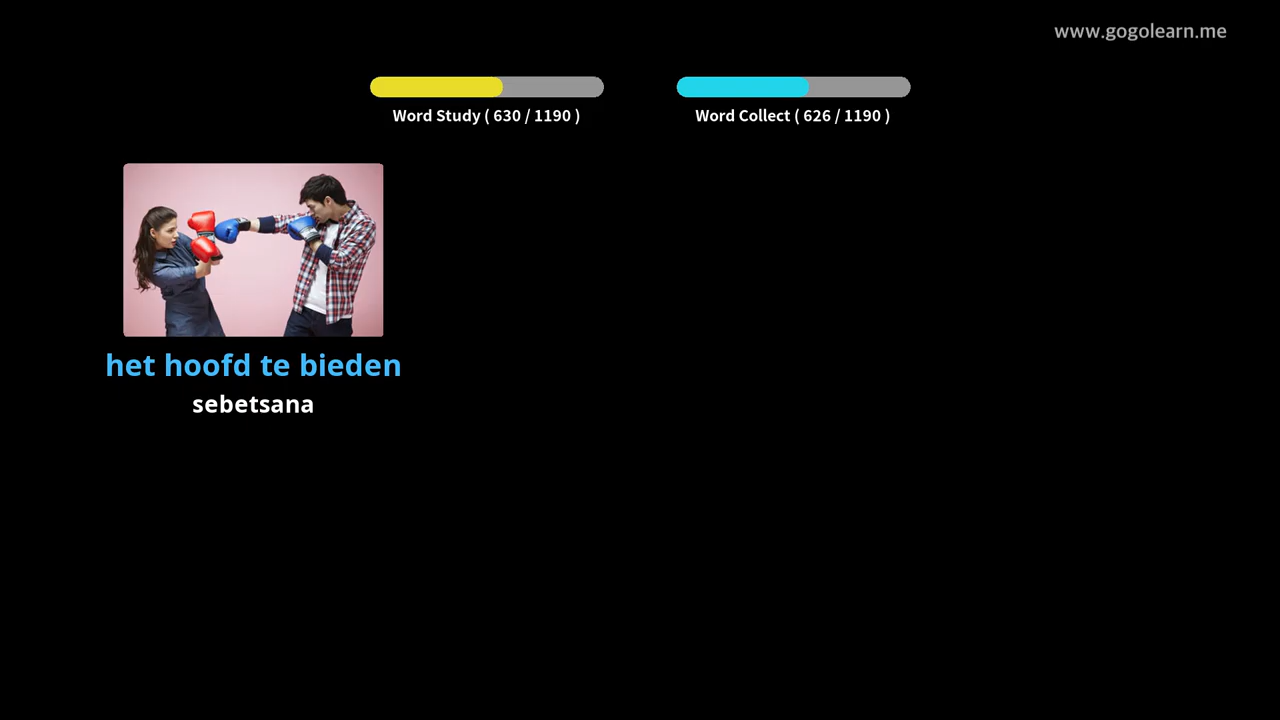 www.gogolearn.me
Word Study ( 630 / 1190 )
Word Collect ( 626 / 1190 )
het hoofd te bieden
sebetsana